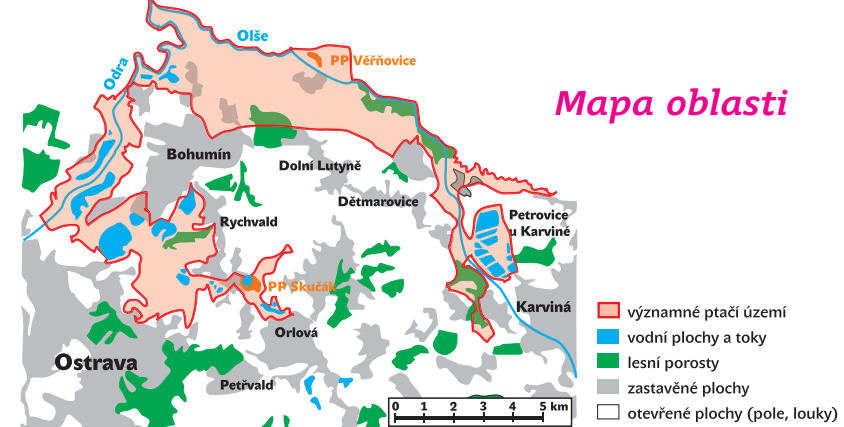 Olše
PP Věřňovice
Odra
Mapa oblasti
Bohumín
Dolní Lutyně
Dětmarovice
Rychvald
Petrovice
u Karviné
PP Skučák
Karviná
Orlová
Ostrava
Petřvald
významné ptačí území
vodní plochy a toky
lesní porosty
zastavěné plochy
otevřené plochy (pole, louky)
0 1 2 3 4 5 km